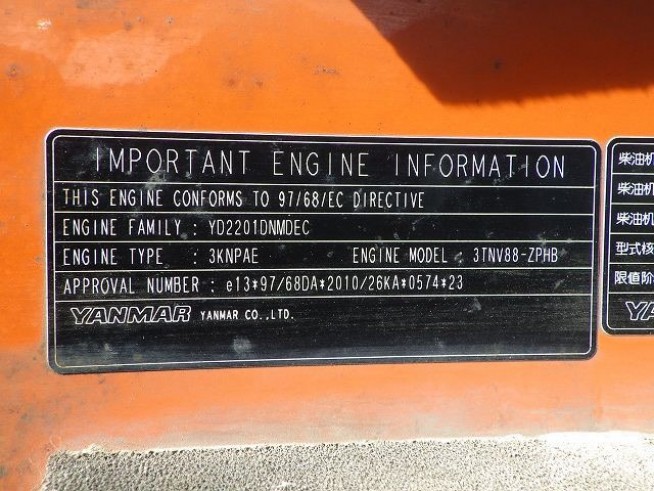 IMPORTANT ENGINE INFORMATION
THIS ENGINE CONFORMS TO 97/68/EC DIRECTIVE
ENGINE FAMILY : YD2201DNMDEC
ENGINE TYPE : 3KNPAE ENGINE MODEL : 3TNV88-ZPHB
APPROVAL NUMBER : e13*97/68DA*2010/26KA*0574*23
YANMAR YANMAR CO.,LTD.
柴油机
柴油机
柴油机
型式核
限值阶
YA